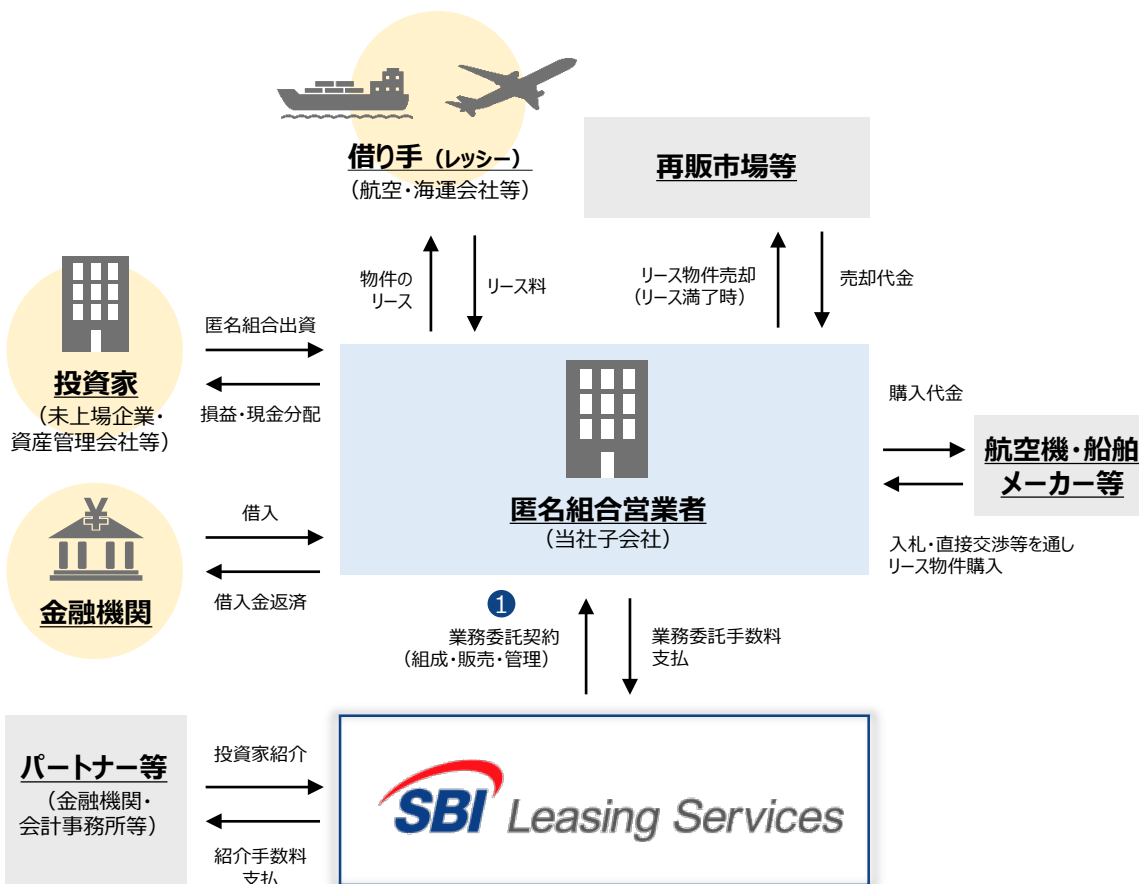 借り手（レッシー）
（航空・海運会社等）
再販市場等
物件の
リース
リース料
リース物件売却
（リース満了時）
売却代金
投資家
（未上場企業・
資産管理会社等）
匿名組合出資
損益・現金分配
匿名組合営業者
（当社子会社）
購入代金
航空機・船舶
メーカー等
入札・直接交渉等を通し
リース物件購入
¥
金融機関
借入
借入金返済
1
業務委託契約
（組成・販売・管理）
業務委託手数料
支払
パートナー等
（金融機関・
会計事務所等）
投資家紹介
紹介手数料
支払
SBI Leasing Services